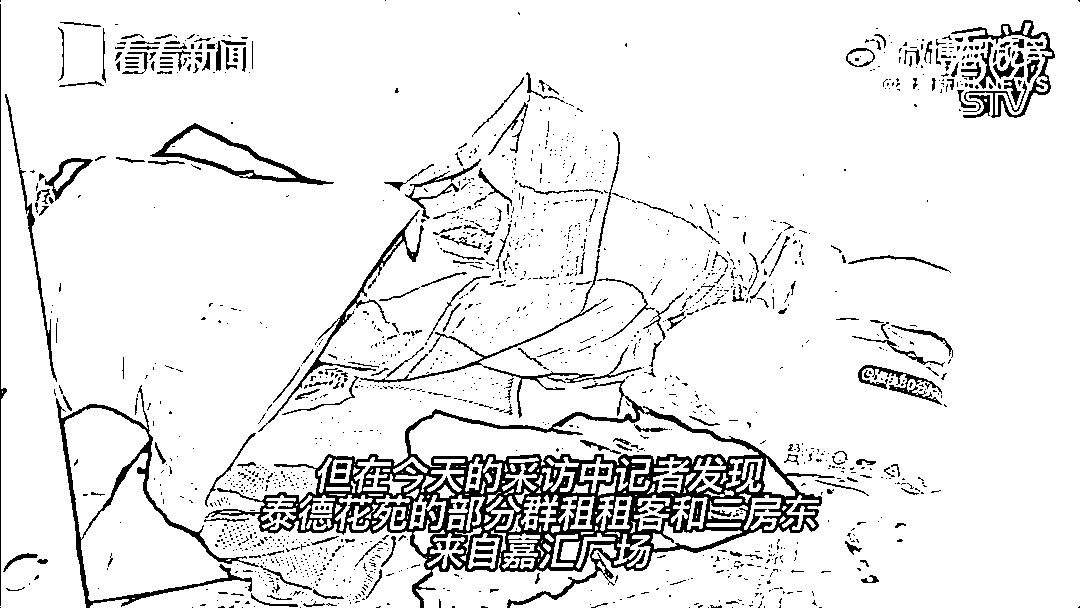 看看新闻
STV
但在今天的采访中记者发现
泰德花苑的部分群租租客和二房东
来自嘉汇广场